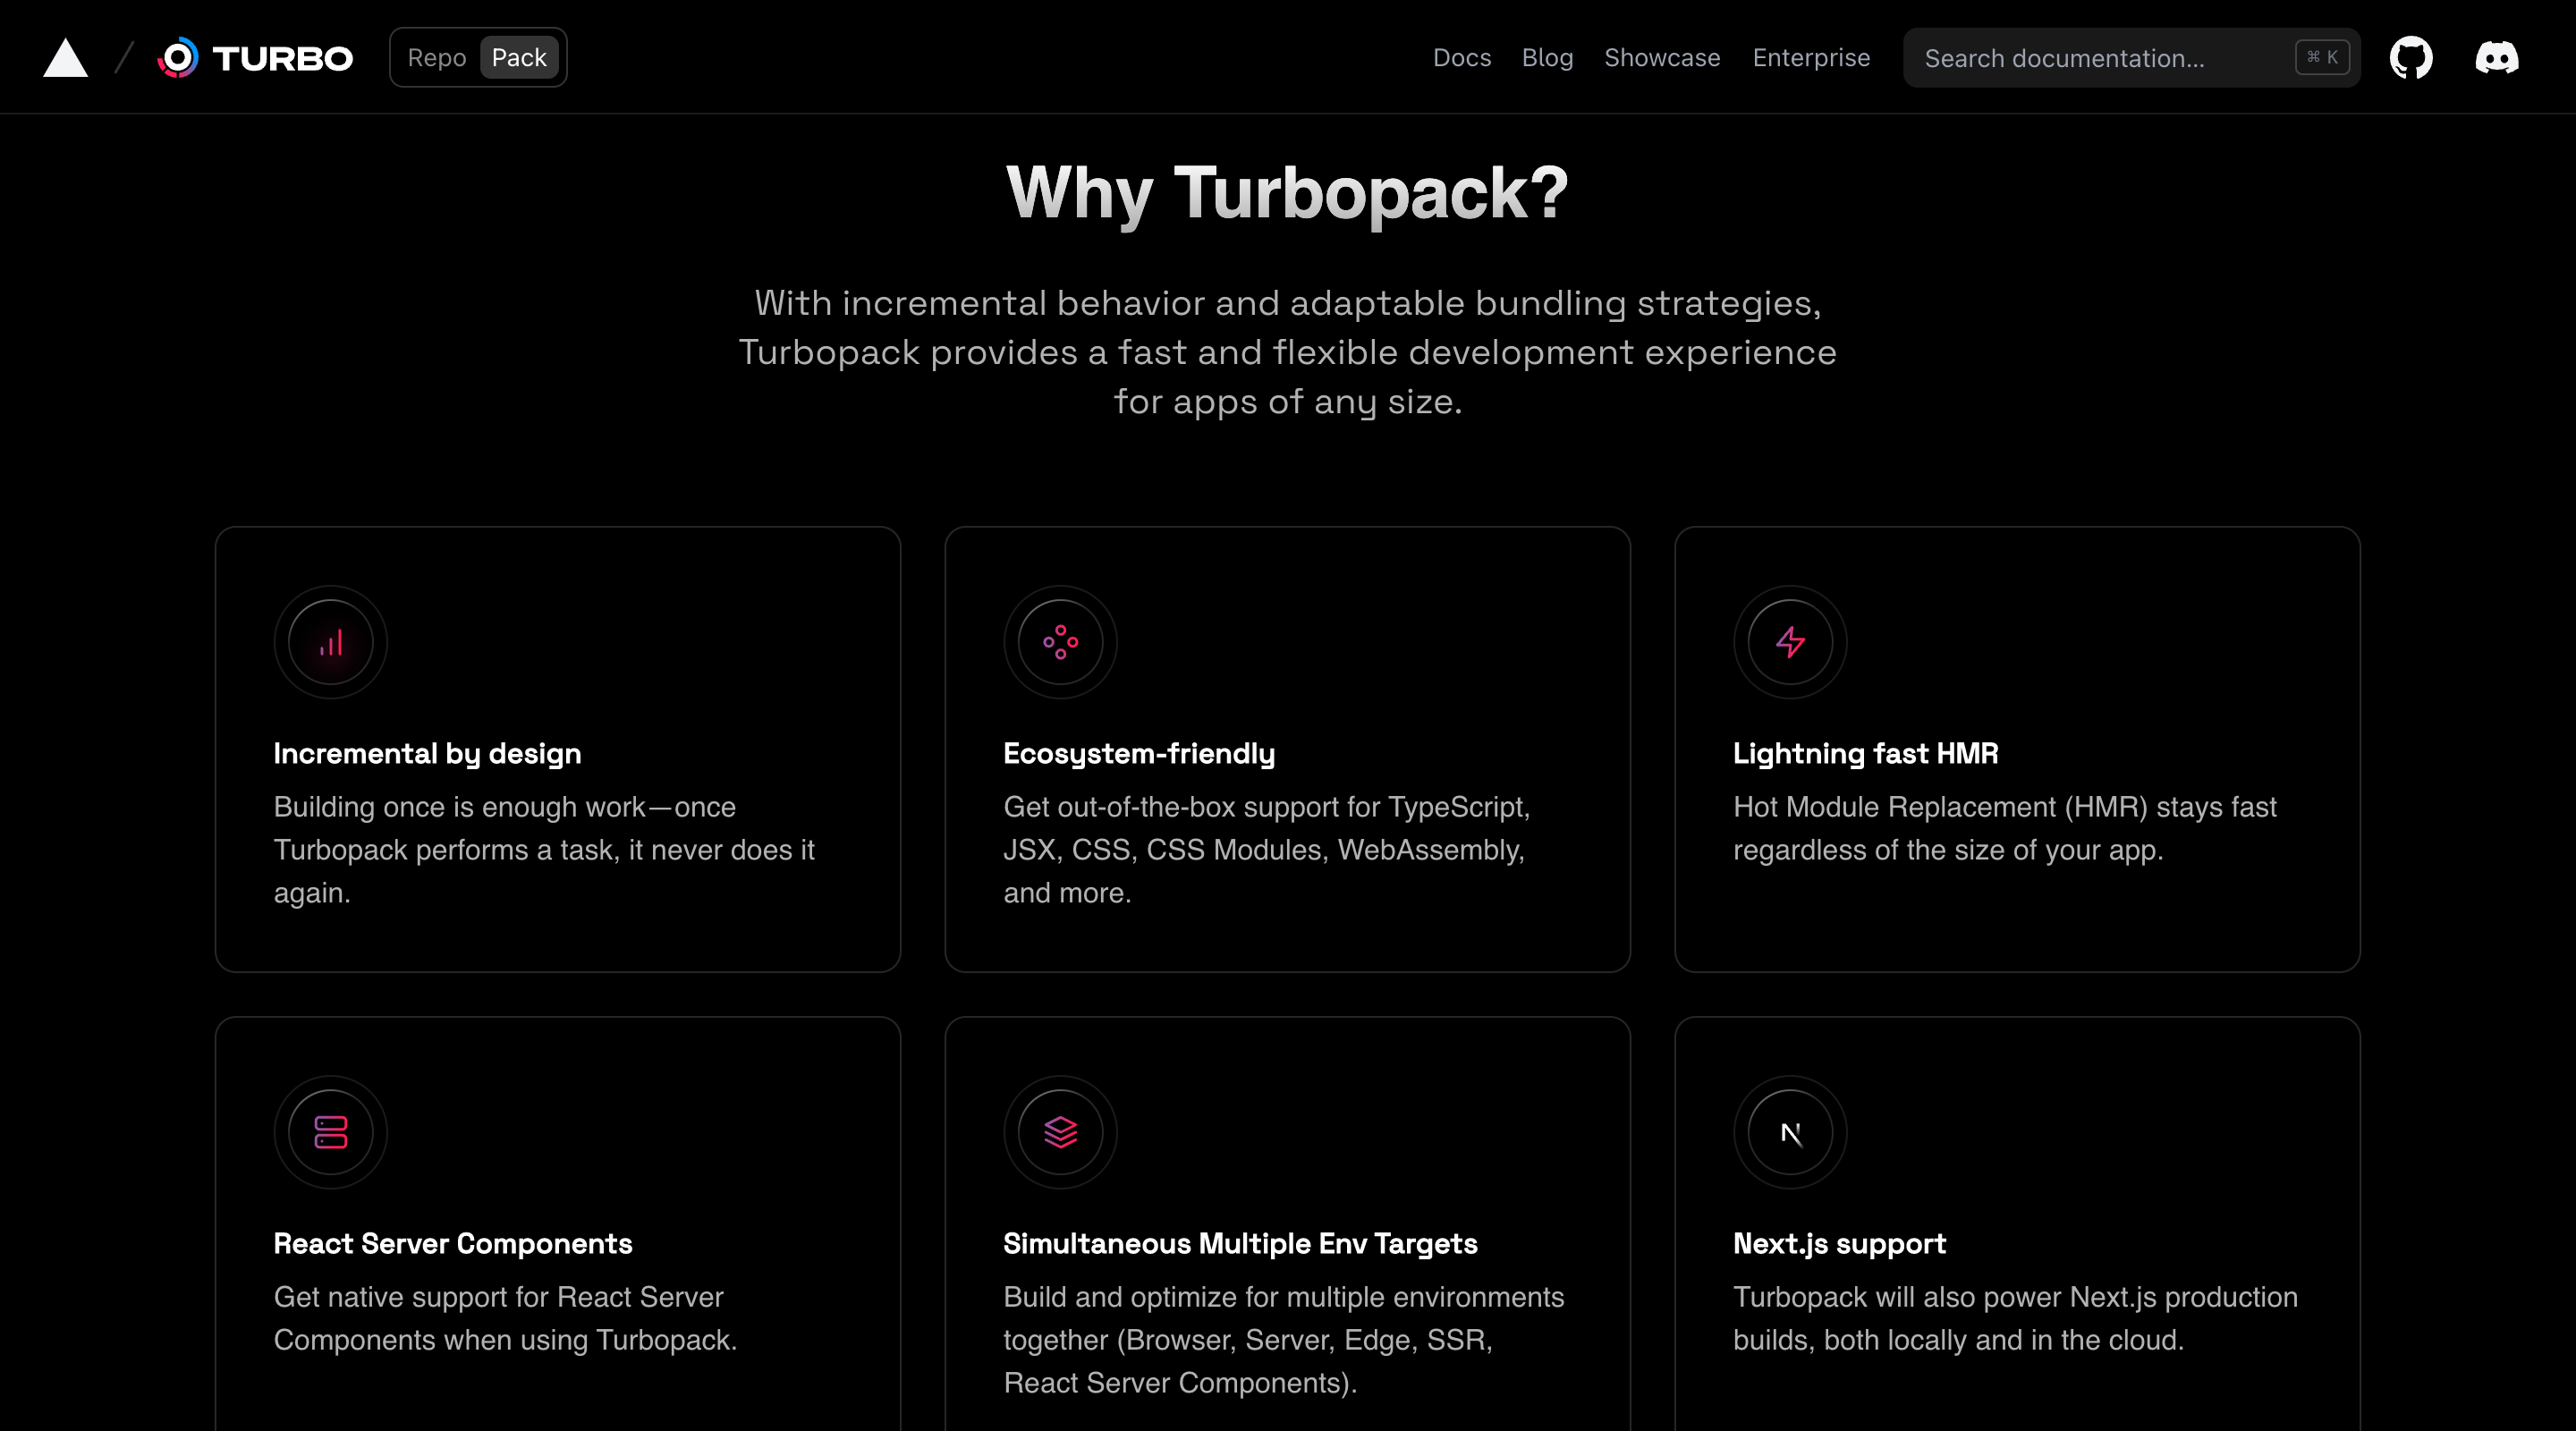 TURBO
Repo
Pack
Docs
Blog
Showcase
Enterprise
Search documentation...
⌘ K
Why Turbopack?
With incremental behavior and adaptable bundling strategies,
Turbopack provides a fast and flexible development experience
for apps of any size.
Incremental by design
Building once is enough work—once
Turbopack performs a task, it never does it
again.
Ecosystem-friendly
Get out-of-the-box support for TypeScript,
JSX, CSS, CSS Modules, WebAssembly,
and more.
Lightning fast HMR
Hot Module Replacement (HMR) stays fast
regardless of the size of your app.
React Server Components
Get native support for React Server
Components when using Turbopack.
Simultaneous Multiple Env Targets
Build and optimize for multiple environments
together (Browser, Server, Edge, SSR,
React Server Components).
N
Next.js support
Turbopack will also power Next.js production
builds, both locally and in the cloud.